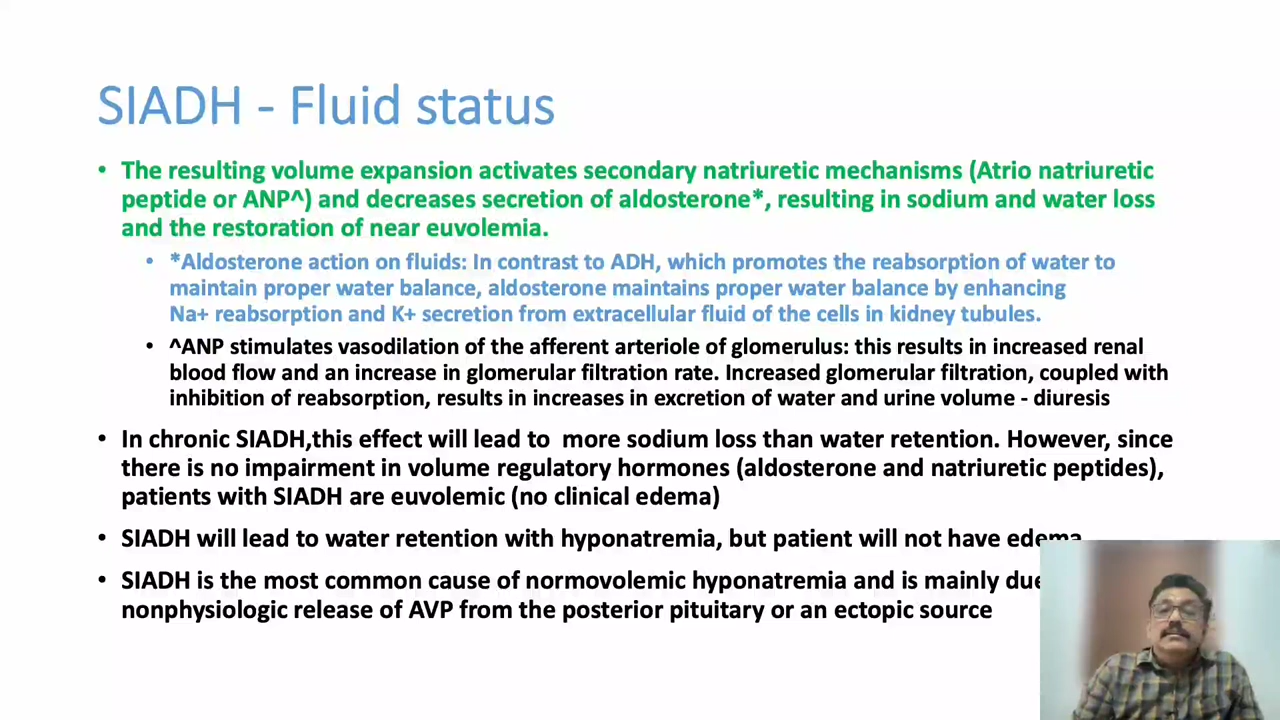 SIADH - Fluid status
• The resulting volume expansion activates secondary natriuretic mechanisms (Atrio natriuretic
peptide or ANP^) and decreases secretion of aldosterone*, resulting in sodium and water loss
and the restoration of near euvolemia.
• *Aldosterone action on fluids: In contrast to ADH, which promotes the reabsorption of water to
maintain proper water balance, aldosterone maintains proper water balance by enhancing
Na+ reabsorption and K+ secretion from extracellular fluid of the cells in kidney tubules.
• ^ANP stimulates vasodilation of the afferent arteriole of glomerulus: this results in increased renal
blood flow and an increase in glomerular filtration rate. Increased glomerular filtration, coupled with
inhibition of reabsorption, results in increases in excretion of water and urine volume - diuresis
• In chronic SIADH,this effect will lead to  more sodium loss than water retention. However, since
there is no impairment in volume regulatory hormones (aldosterone and natriuretic peptides),
patients with SIADH are euvolemic (no clinical edema)
• SIADH will lead to water retention with hyponatremia, but patient will not have edema
• SIADH is the most common cause of normovolemic hyponatremia and is mainly due
nonphysiologic release of AVP from the posterior pituitary or an ectopic source